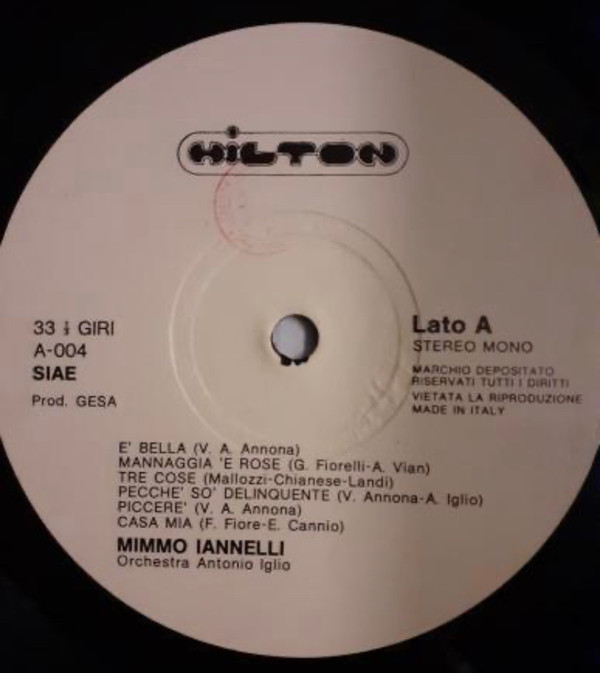 HILTON
33 ⅓ GIRI
A-004
SIAE
Prod. GESA
Lato A
STEREO MONO
MARCHIO DEPOSITATO
RISERVATI TUTTI I DIRITTI
VIETATA LA RIPRODUZIONE
MADE IN ITALY
E' BELLA (V. A. Annona)
MANNAGGIA 'E ROSE (G. Fiorelli-A. Vian)
TRE COSE (Mallozzi-Chianese-Landi)
PECCHE' SO' DELINQUENTE (V. Annona-A. Iglio)
PICCERE' (V. A. Annona)
CASA MIA (F. Fiore-E. Cannio)
MIMMO IANNELLI
Orchestra Antonio Iglio